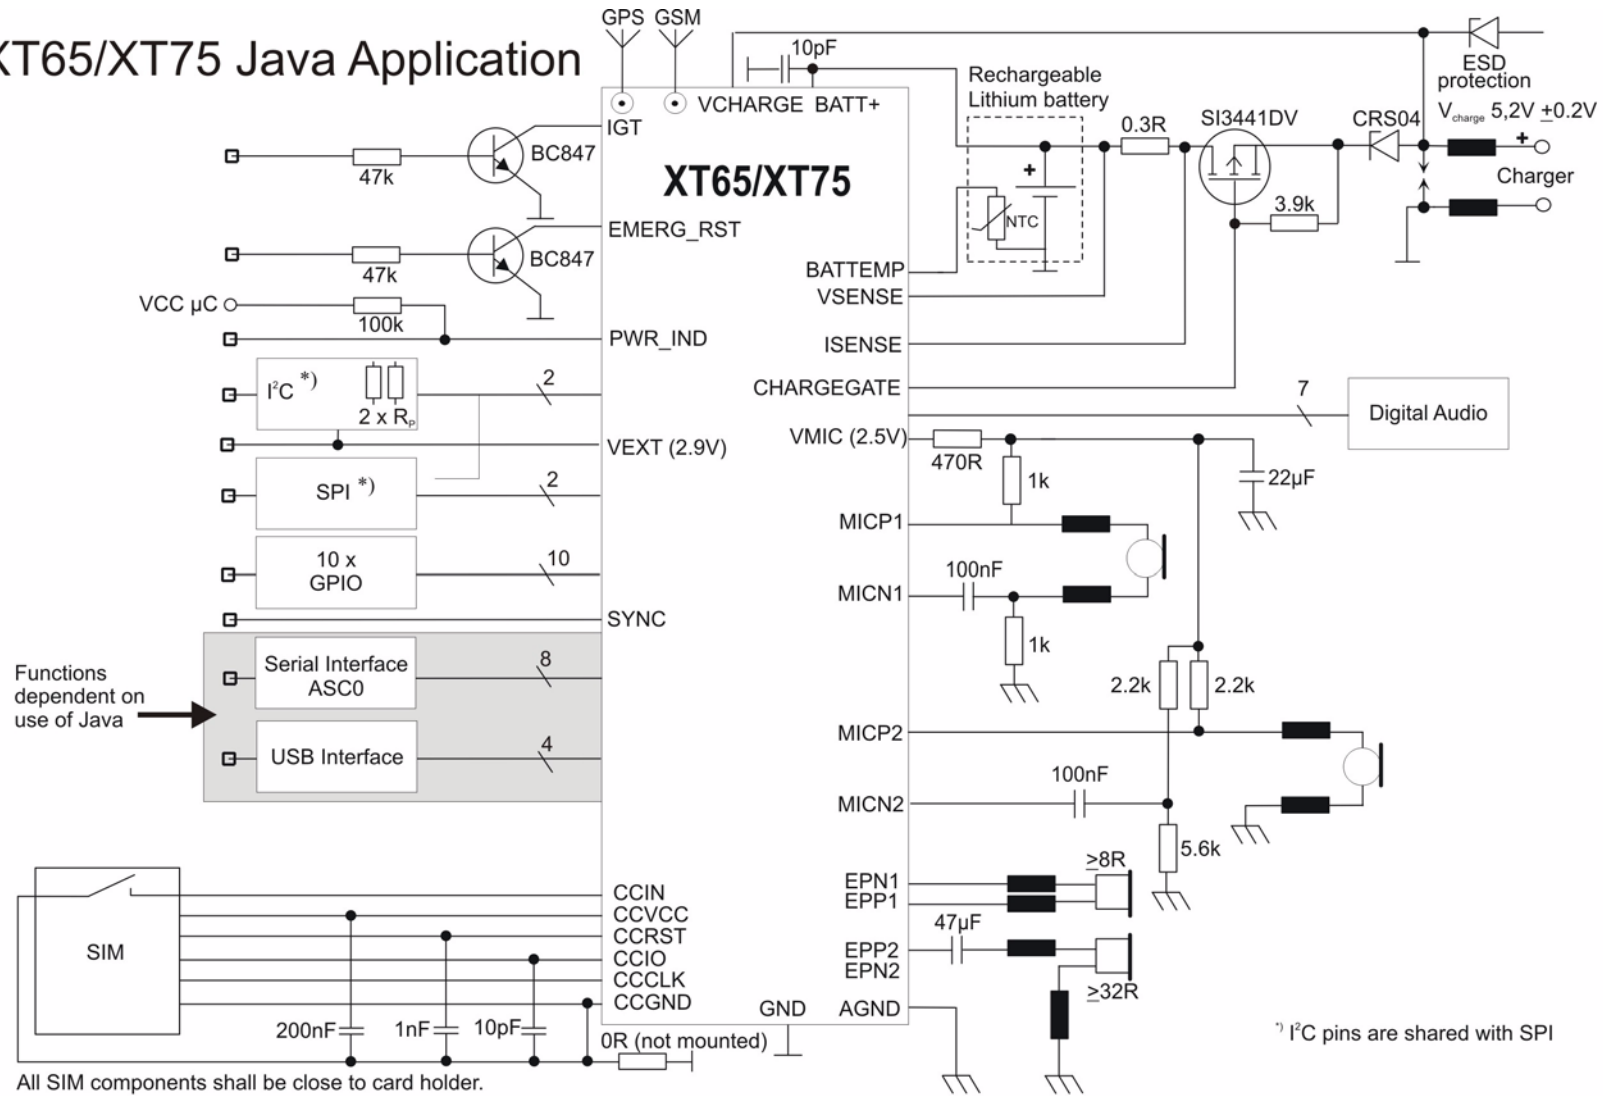 XT65/XT75 Java Application
GPS GSM
10pF
ESD
protection
Vcharge 5,2V ±0.2V
+
Charger
Rechargeable
Lithium battery
+
NTC
0.3R
SI3441DV
CRS04
3.9k
VCHARGE BATT+
IGT
BC847
47k
XT65/XT75
EMERG_RST
BC847
47k
VCC µC
100k
PWR_IND
BATTEMP
VSENSE
ISENSE
CHARGEGATE
I²C *)
2 x RP
2
VEXT (2.9V)
SPI *)
2
10 x
GPIO
10
SYNC
7
Digital Audio
VMIC (2.5V)
470R
1k
22µF
MICP1
100nF
MICN1
1k
Functions
dependent on
use of Java
Serial Interface
ASC0
8
USB Interface
4
2.2k
2.2k
MICP2
100nF
MICN2
5.6k
≥8R
EPN1
EPP1
47µF
EPP2
EPN2
≥32R
SIM
CCIN
CCVCC
CCRST
CCIO
CCCLK
CCGND
GND
AGND
200nF
1nF
10pF
0R (not mounted)
*) I²C pins are shared with SPI
All SIM components shall be close to card holder.